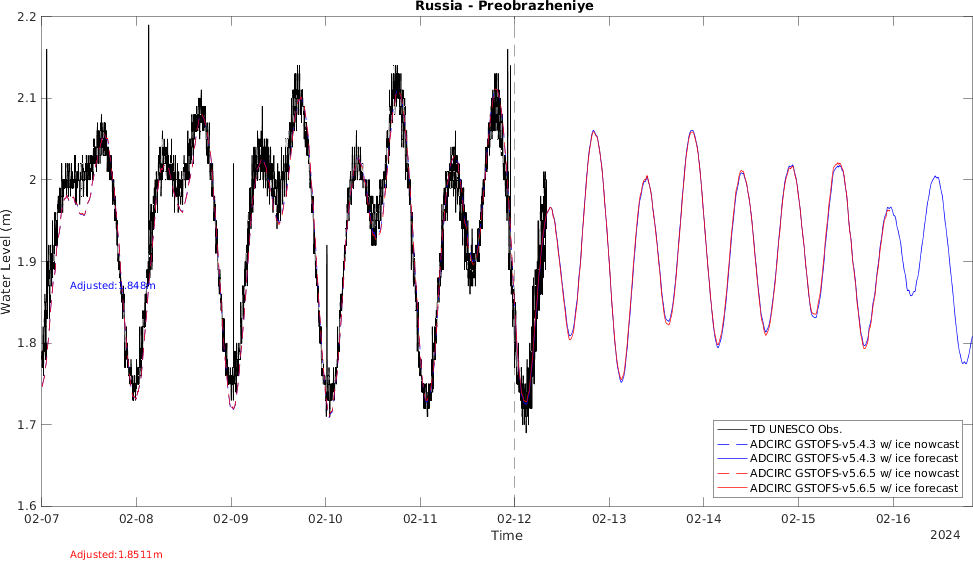 Russia - Preobrazheniye
2.2
2.1
2
1.9
1.8
1.7
1.6
Water Level (m)
Adjusted:1.848m
TD UNESCO Obs.
ADCIRC GSTOFS-v5.4.3 w/ ice nowcast
ADCIRC GSTOFS-v5.4.3 w/ ice forecast
ADCIRC GSTOFS-v5.6.5 w/ ice nowcast
ADCIRC GSTOFS-v5.6.5 w/ ice forecast
02-07 02-08 02-09 02-10 02-11 02-12 02-13 02-14 02-15 02-16
Time
2024
Adjusted:1.8511m